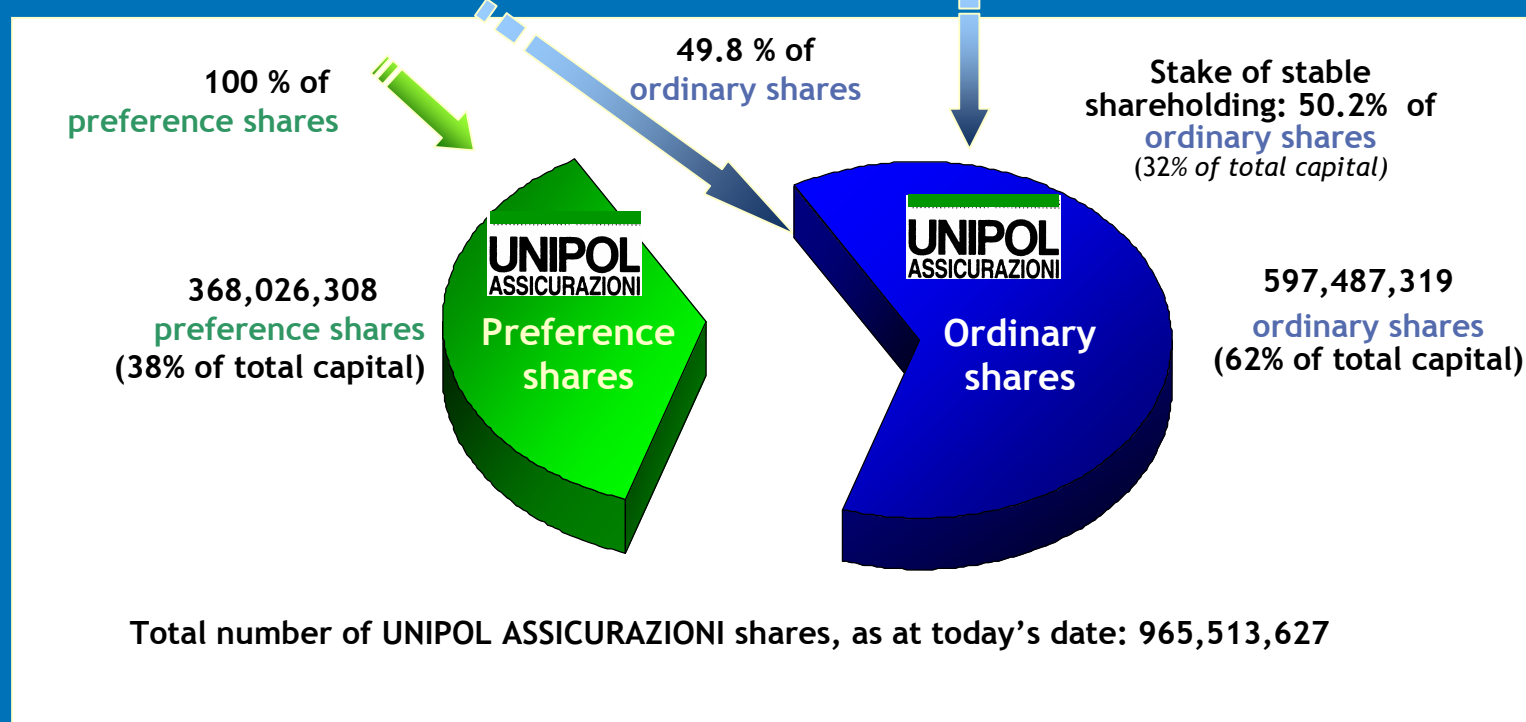 100 % of
preference shares
49.8 % of
ordinary shares
Stake of stable
shareholding: 50.2% of
ordinary shares
(32% of total capital)
UNIPOL
ASSICURAZIONI
Preference
shares
368,026,308
preference shares
(38% of total capital)
UNIPOL
ASSICURAZIONI
Ordinary
shares
597,487,319
ordinary shares
(62% of total capital)
Total number of UNIPOL ASSICURAZIONI shares, as at today’s date: 965,513,627